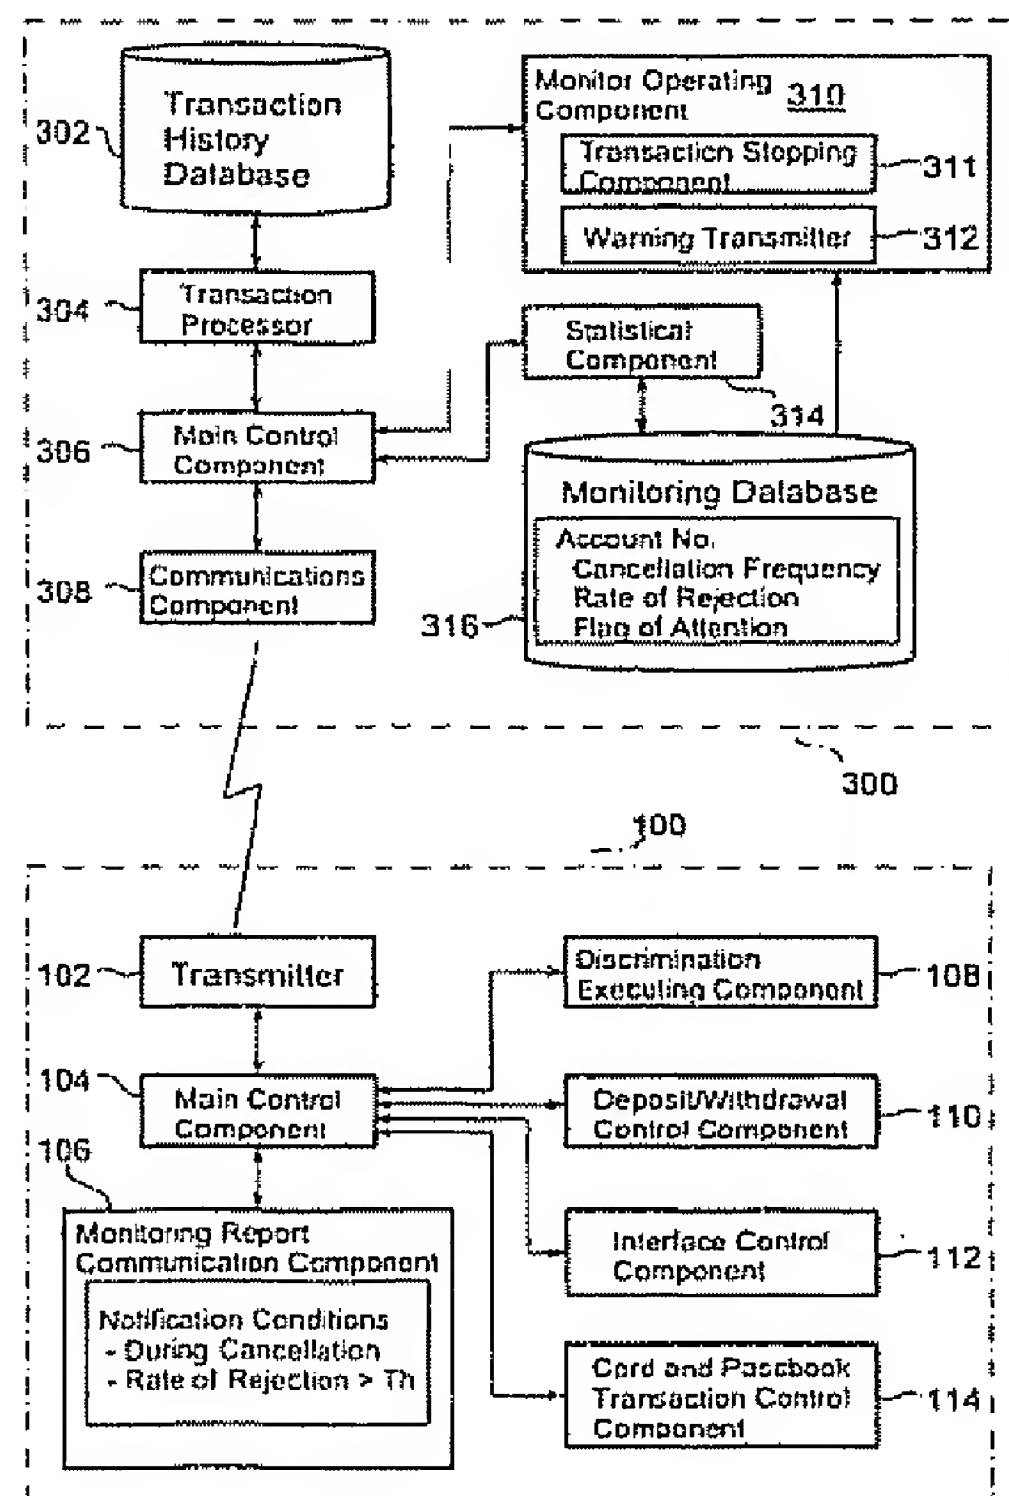 302
Transaction
History
Database
Monitor Operating
Component
310
Transaction Stopping
Component
311
Warning Transmitter
312
304
Transaction
Processor
Statistical
Component
314
306
Main Control
Component
Monitoring Database
Account No.
Cancellation Frequency
Rate of Rejection
Flag of Attention
316
308
Communications
Component
300
100
102
Transmitter
Discrimination
Executing Component
108
104
Main Control
Component
Deposit/Withdrawal
Control Component
110
106
Monitoring Report
Communication Component
Notification Conditions
- During Cancellation
- Rate of Rejection > Th
Interface Control
Component
112
Card and Passbook
Transaction Control
Component
114